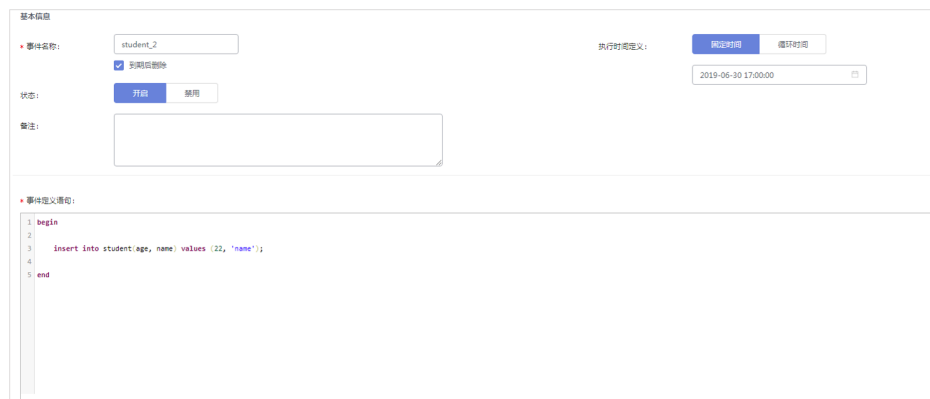 基本信息
* 事件名称: student_2
到期后删除
执行时间定义: 固定时间 循环时间
2019-06-30 17:00:00
状态: 开启 禁用
备注:
* 事件定义语句:
1 begin
2
3 insert into student(age, name) values (22, 'name');
4
5 end